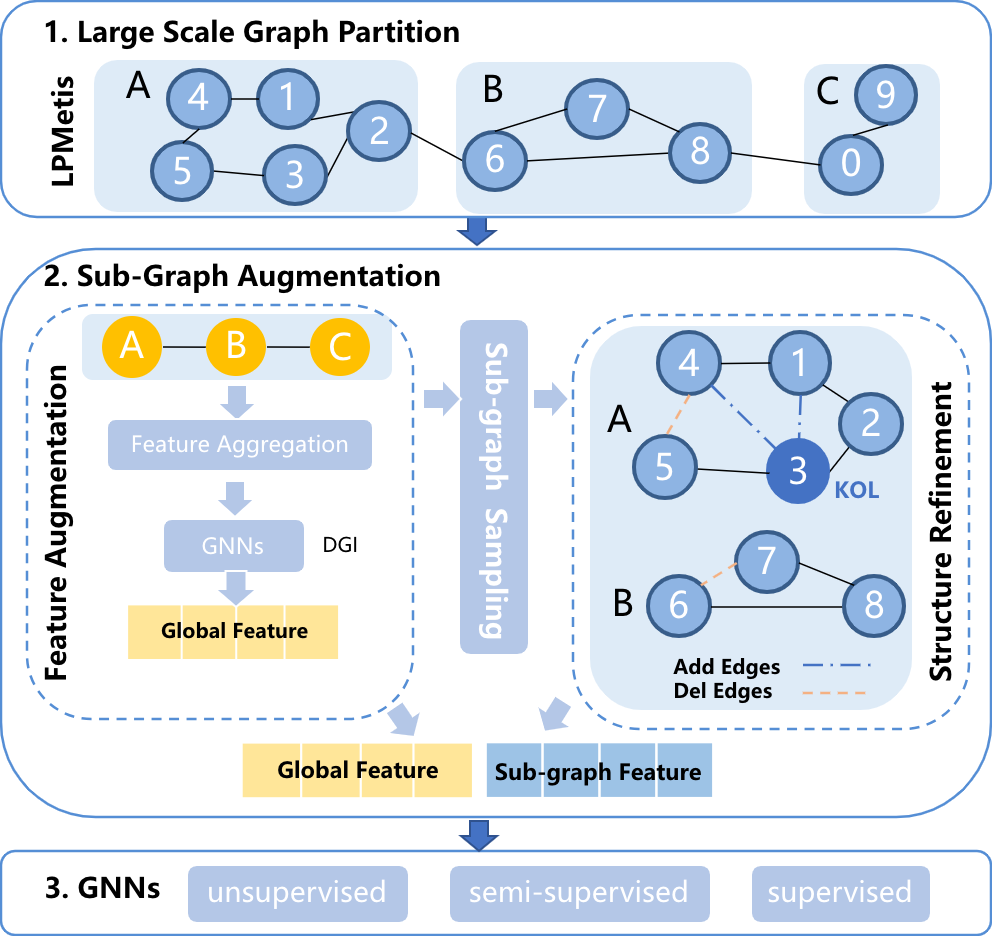 1. Large Scale Graph Partition
LPMetis
A
4
1
2
5
3
B
7
6
8
C
9
0
2. Sub-Graph Augmentation
Feature Augmentation
A
B
C
Feature Aggregation
GNNs
DGI
Global Feature
Sub-graph Sampling
Structure Refinement
A
4
1
2
5
3
KOL
B
7
6
8
Add Edges
Del Edges
Global Feature
Sub-graph Feature
3. GNNs
unsupervised
semi-supervised
supervised